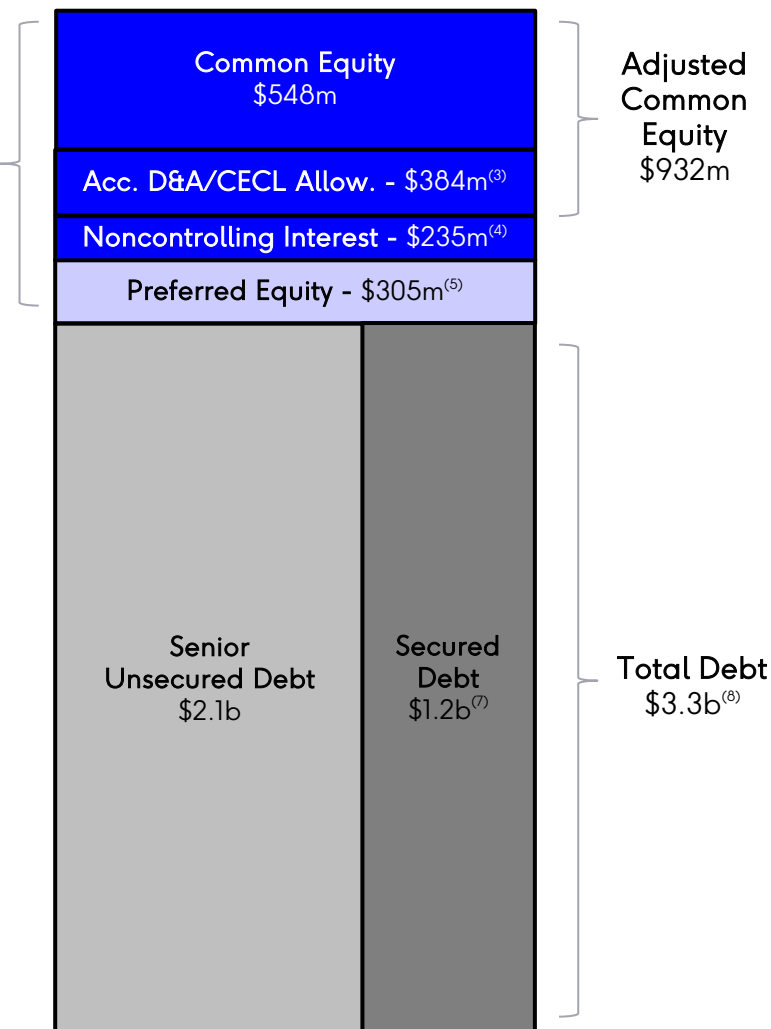 Common Equity
$548m
Adjusted
Common
Equity
$932m
Acc. D&A/CECL Allow. - $384m(3)
Noncontrolling Interest - $235m(4)
Preferred Equity - $305m(5)
Senior
Unsecured Debt
$2.1b
Secured
Debt
$1.2b(7)
Total Debt
$3.3b(8)